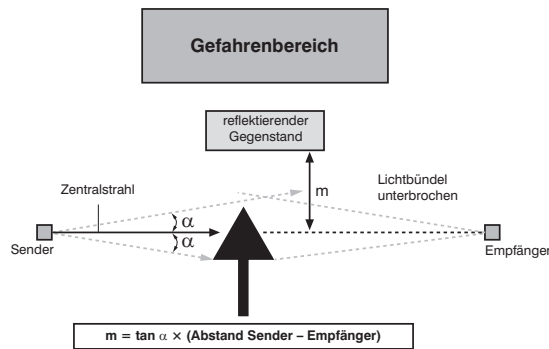 Gefahrenbereich
reflektierender
Gegenstand
Zentralstrahl
m
Lichtbündel
unterbrochen
α
α
Sender
Empfänger
m = tan α × (Abstand Sender – Empfänger)